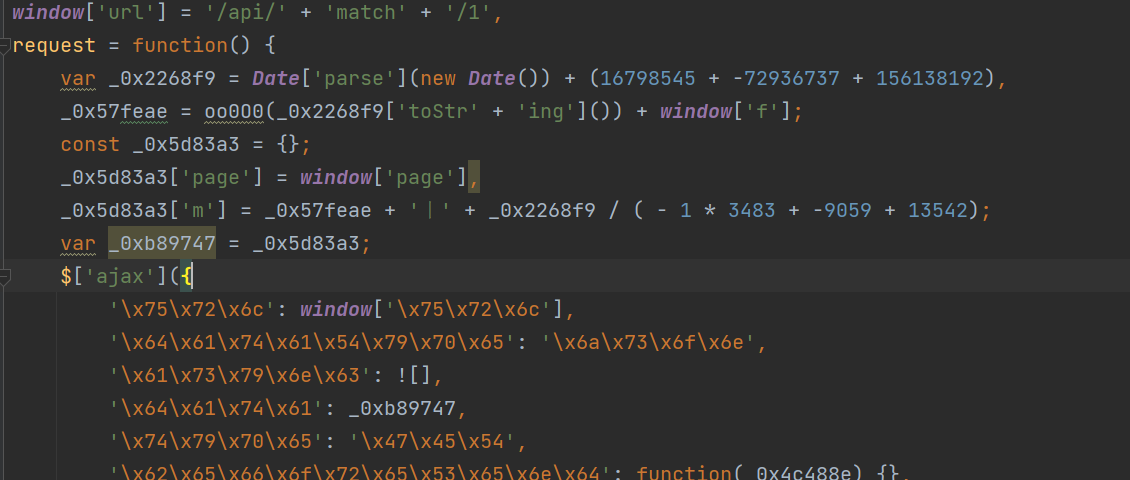 window['url'] = '/api/' + 'match' + '/1',
request = function() {
var _0x2268f9 = Date['parse'](new Date()) + (16798545 + -72936737 + 156138192),
_0x57feae = oo0O0(_0x2268f9['toStr' + 'ing']()) + window['f'];
const _0x5d83a3 = {};
_0x5d83a3['page'] = window['page'],
_0x5d83a3['m'] = _0x57feae + '丨' + _0x2268f9 / ( - 1 * 3483 + -9059 + 13542);
var _0xb89747 = _0x5d83a3;
$['ajax']({
'\x75\x72\x6c': window['\x75\x72\x6c'],
'\x64\x61\x74\x61\x54\x79\x70\x65': '\x6a\x73\x6f\x6e',
'\x61\x73\x79\x6e\x63': ![],
'\x64\x61\x74\x61': _0xb89747,
'\x74\x79\x70\x65': '\x47\x45\x54',
'\x62\x65\x66\x6f\x72\x65\x53\x65\x6e\x64': function(_0x4c488e) {},